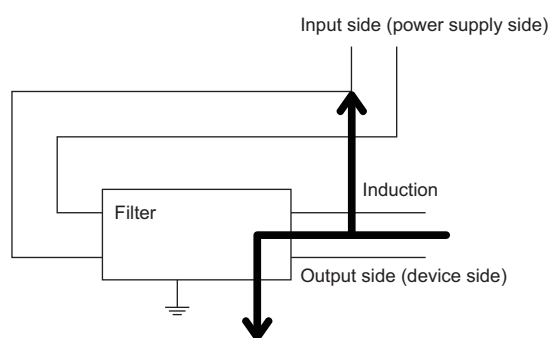 Input side (power supply side)
Induction
Filter
Output side (device side)